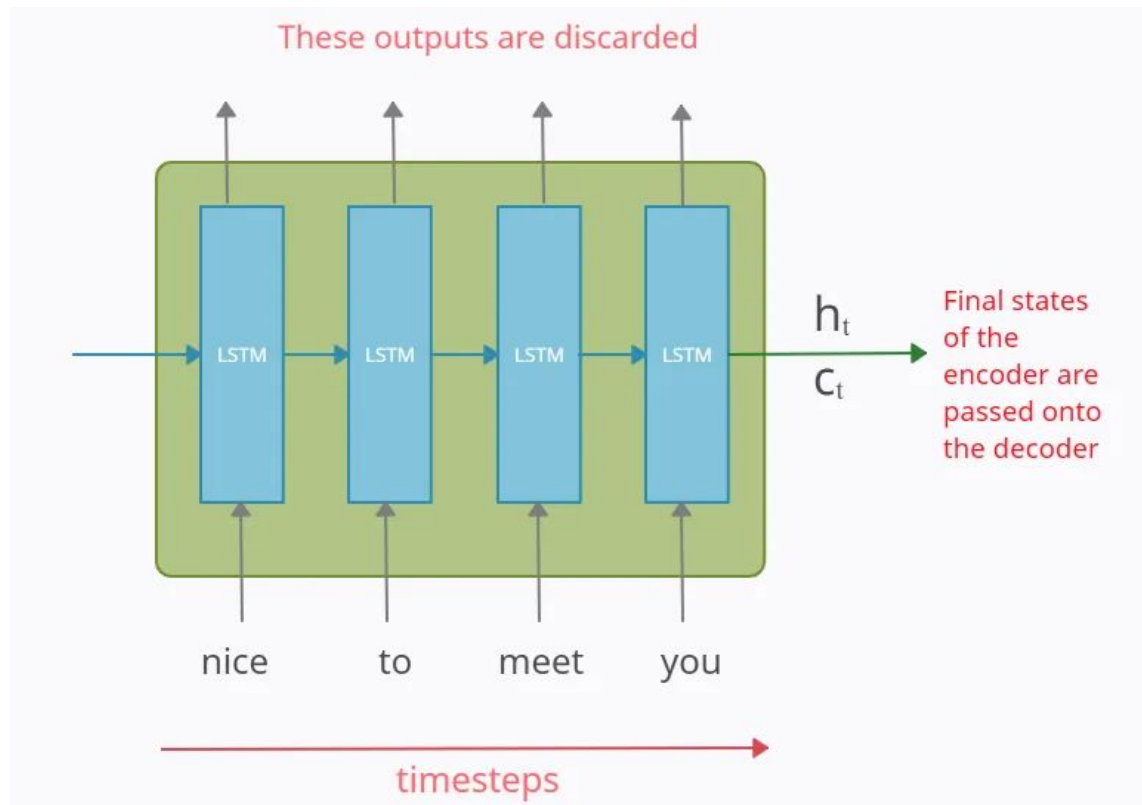 These outputs are discarded
LSTM LSTM LSTM LSTM
hₜ
cₜ
Final states
of the
encoder are
passed onto
the decoder
nice to meet you
timesteps